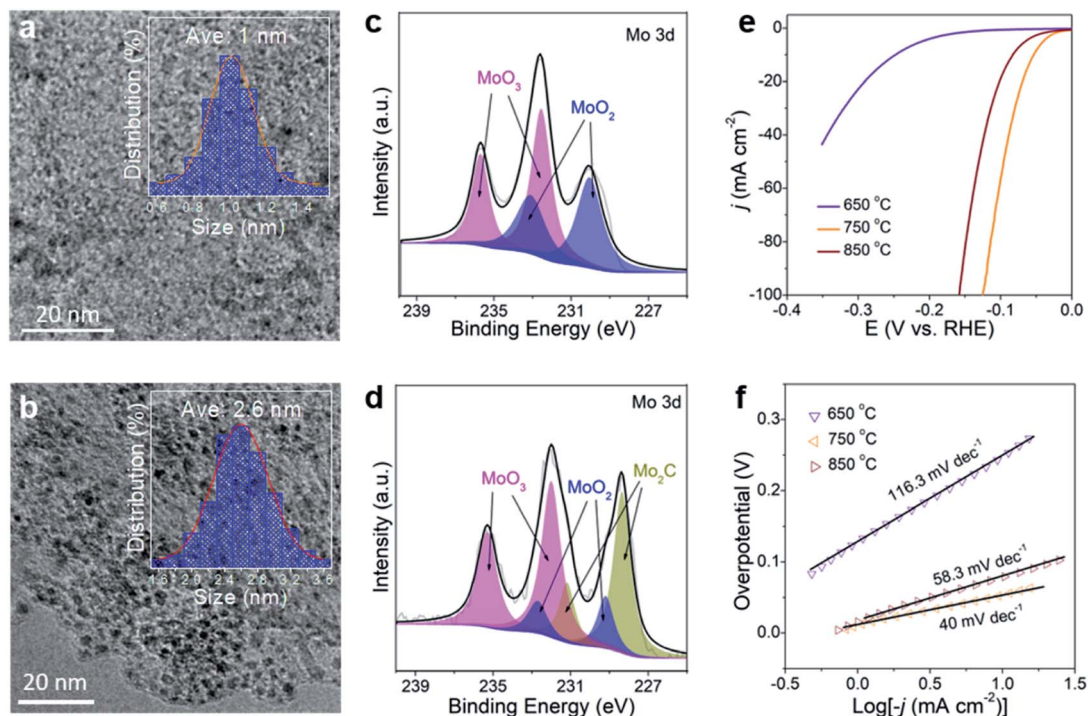 a
Ave: 1 nm
Distribution (%)
0.6 0.8 1.0 1.2 1.4
Size (nm)
20 nm
b
Ave: 2.6 nm
Distribution (%)
1.6 2.0 2.4 2.8 3.2 3.6
Size (nm)
20 nm
c
Mo 3d
MoO3
MoO2
Intensity (a.u.)
239 235 231 227
Binding Energy (eV)
d
Mo 3d
MoO3
MoO2
Mo2C
Intensity (a.u.)
239 235 231 227
Binding Energy (eV)
e
0
-20
-40
-60
-80
-100
j (mA cm-2)
650 °C
750 °C
850 °C
-0.4 -0.3 -0.2 -0.1 0.0
E (V vs. RHE)
f
0.3
0.2
0.1
0.0
Overpotential (V)
650 °C
750 °C
850 °C
116.3 mV dec-1
58.3 mV dec-1
40 mV dec-1
-0.5 0.0 0.5 1.0 1.5
Log[-j (mA cm-2)]